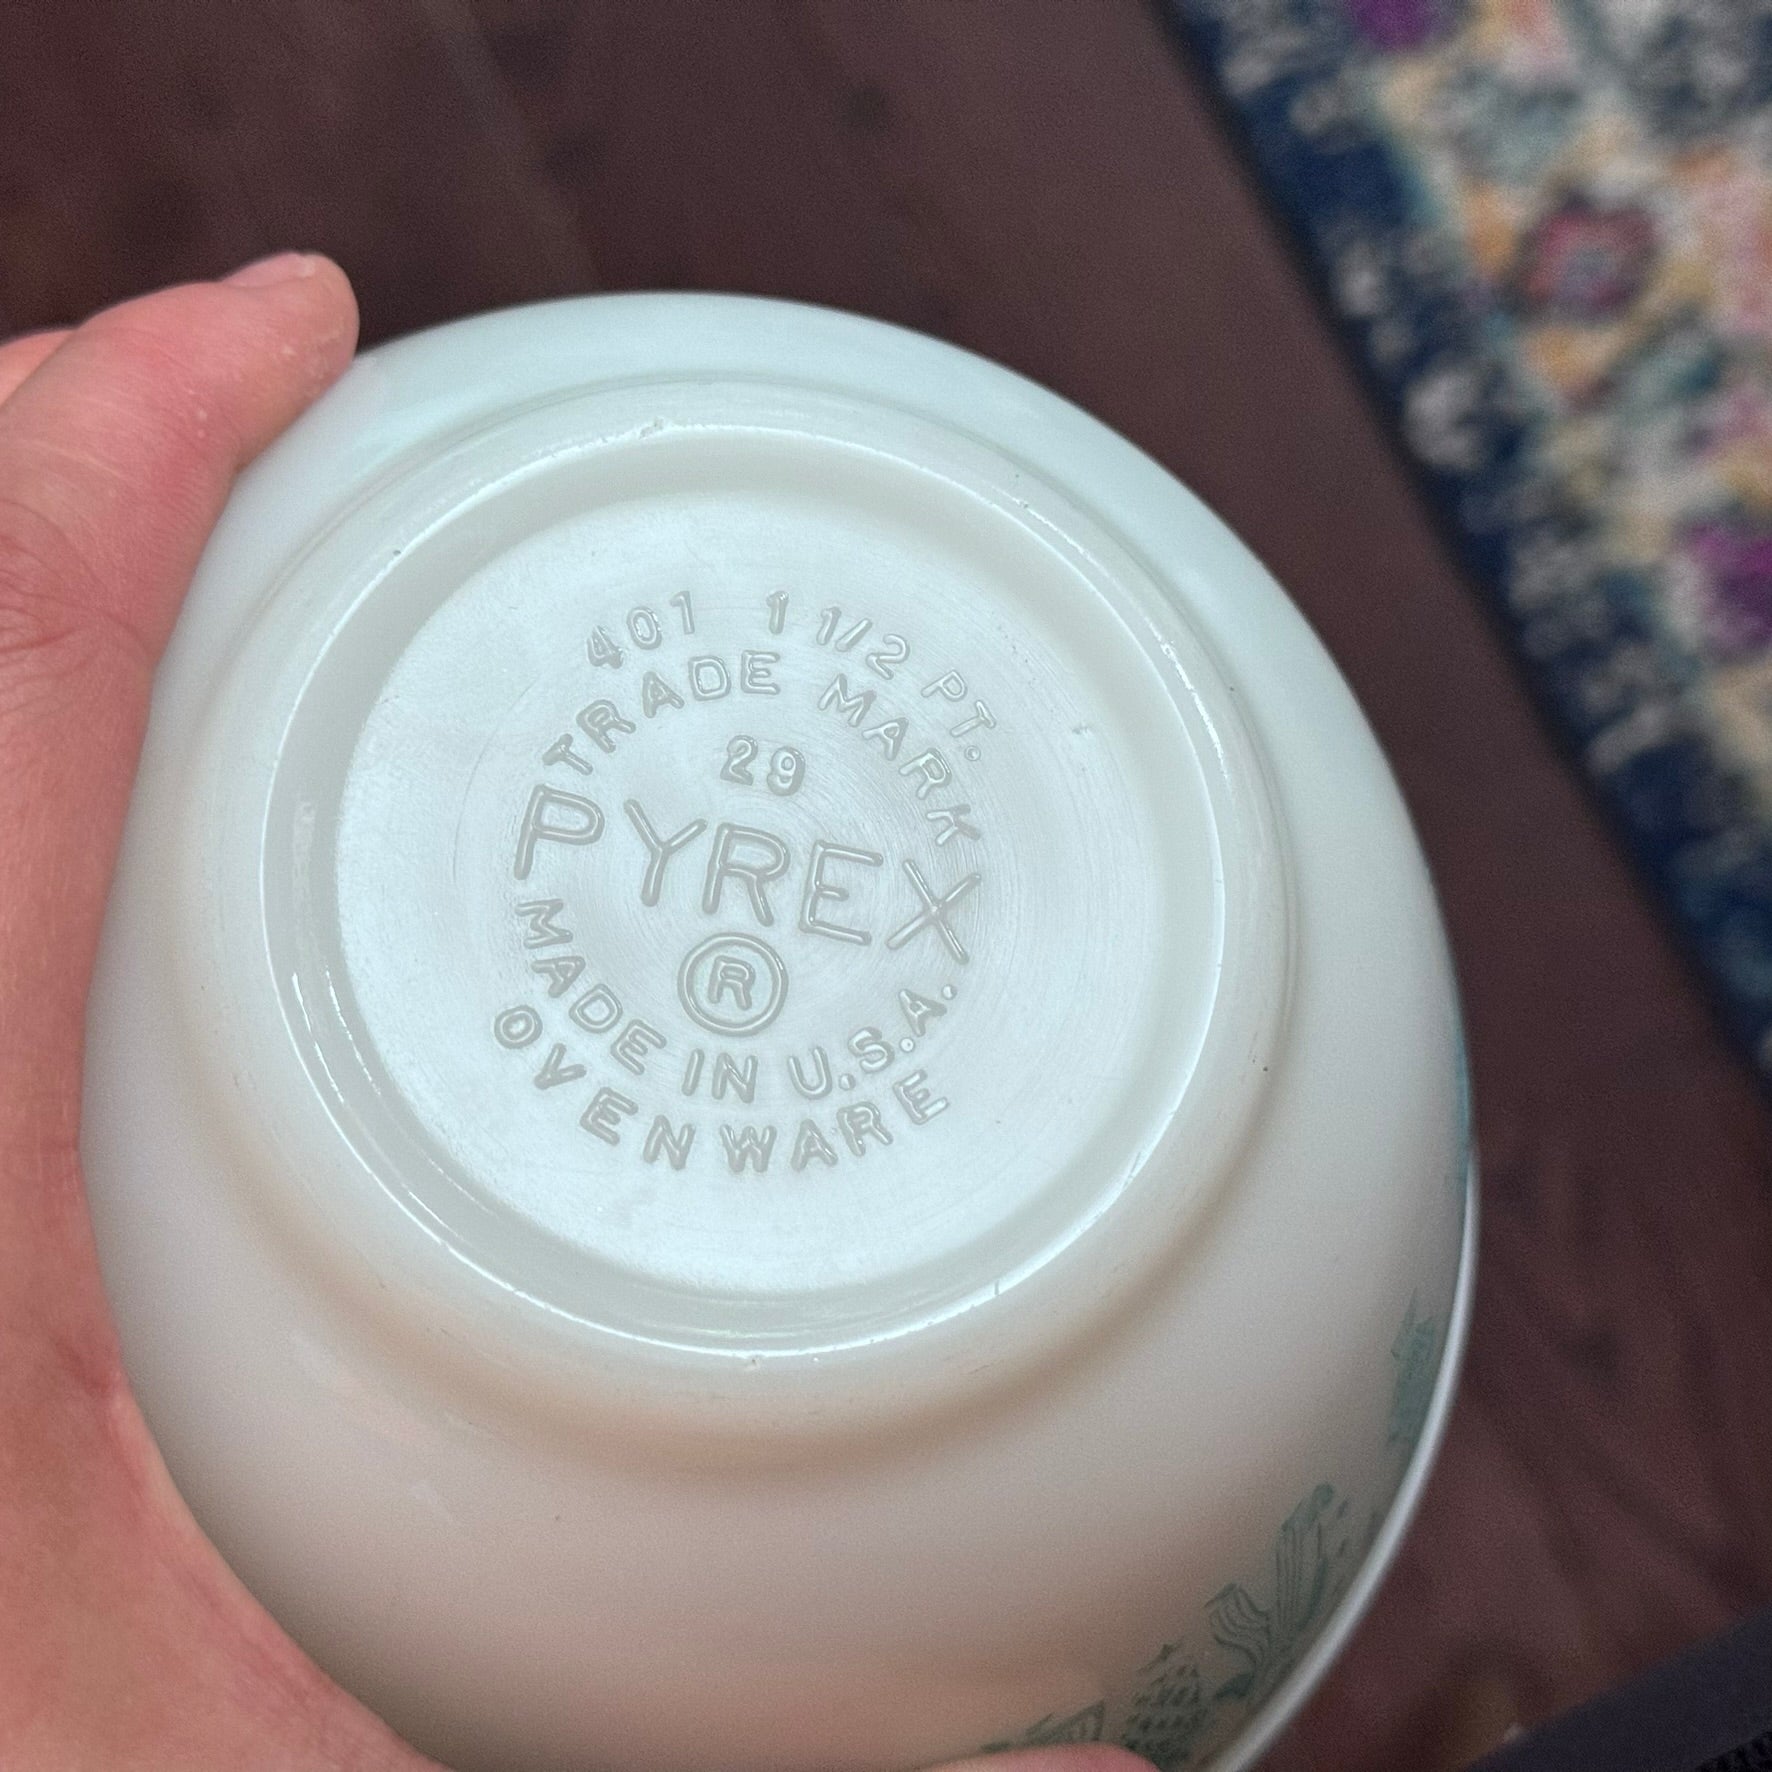 401 1 1/2 PT.
TRADE MARK
29
PYREX
®
MADE IN U.S.A.
OVENWARE